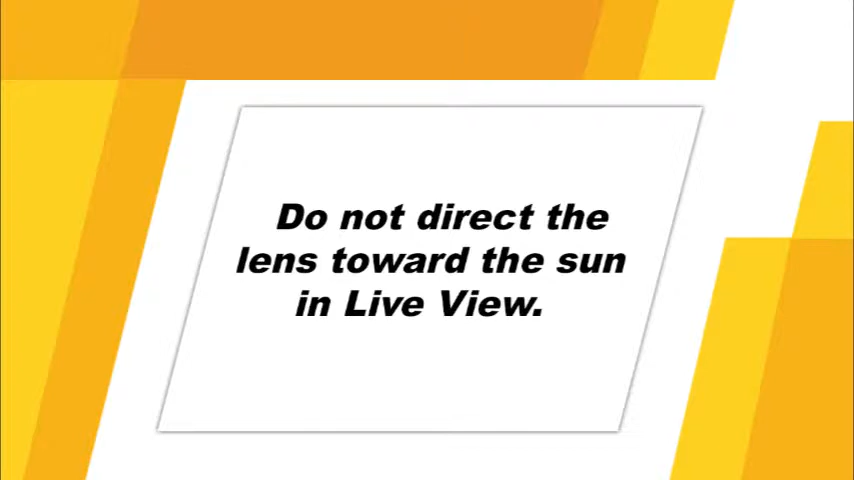 Do not direct the
lens toward the sun
in Live View.